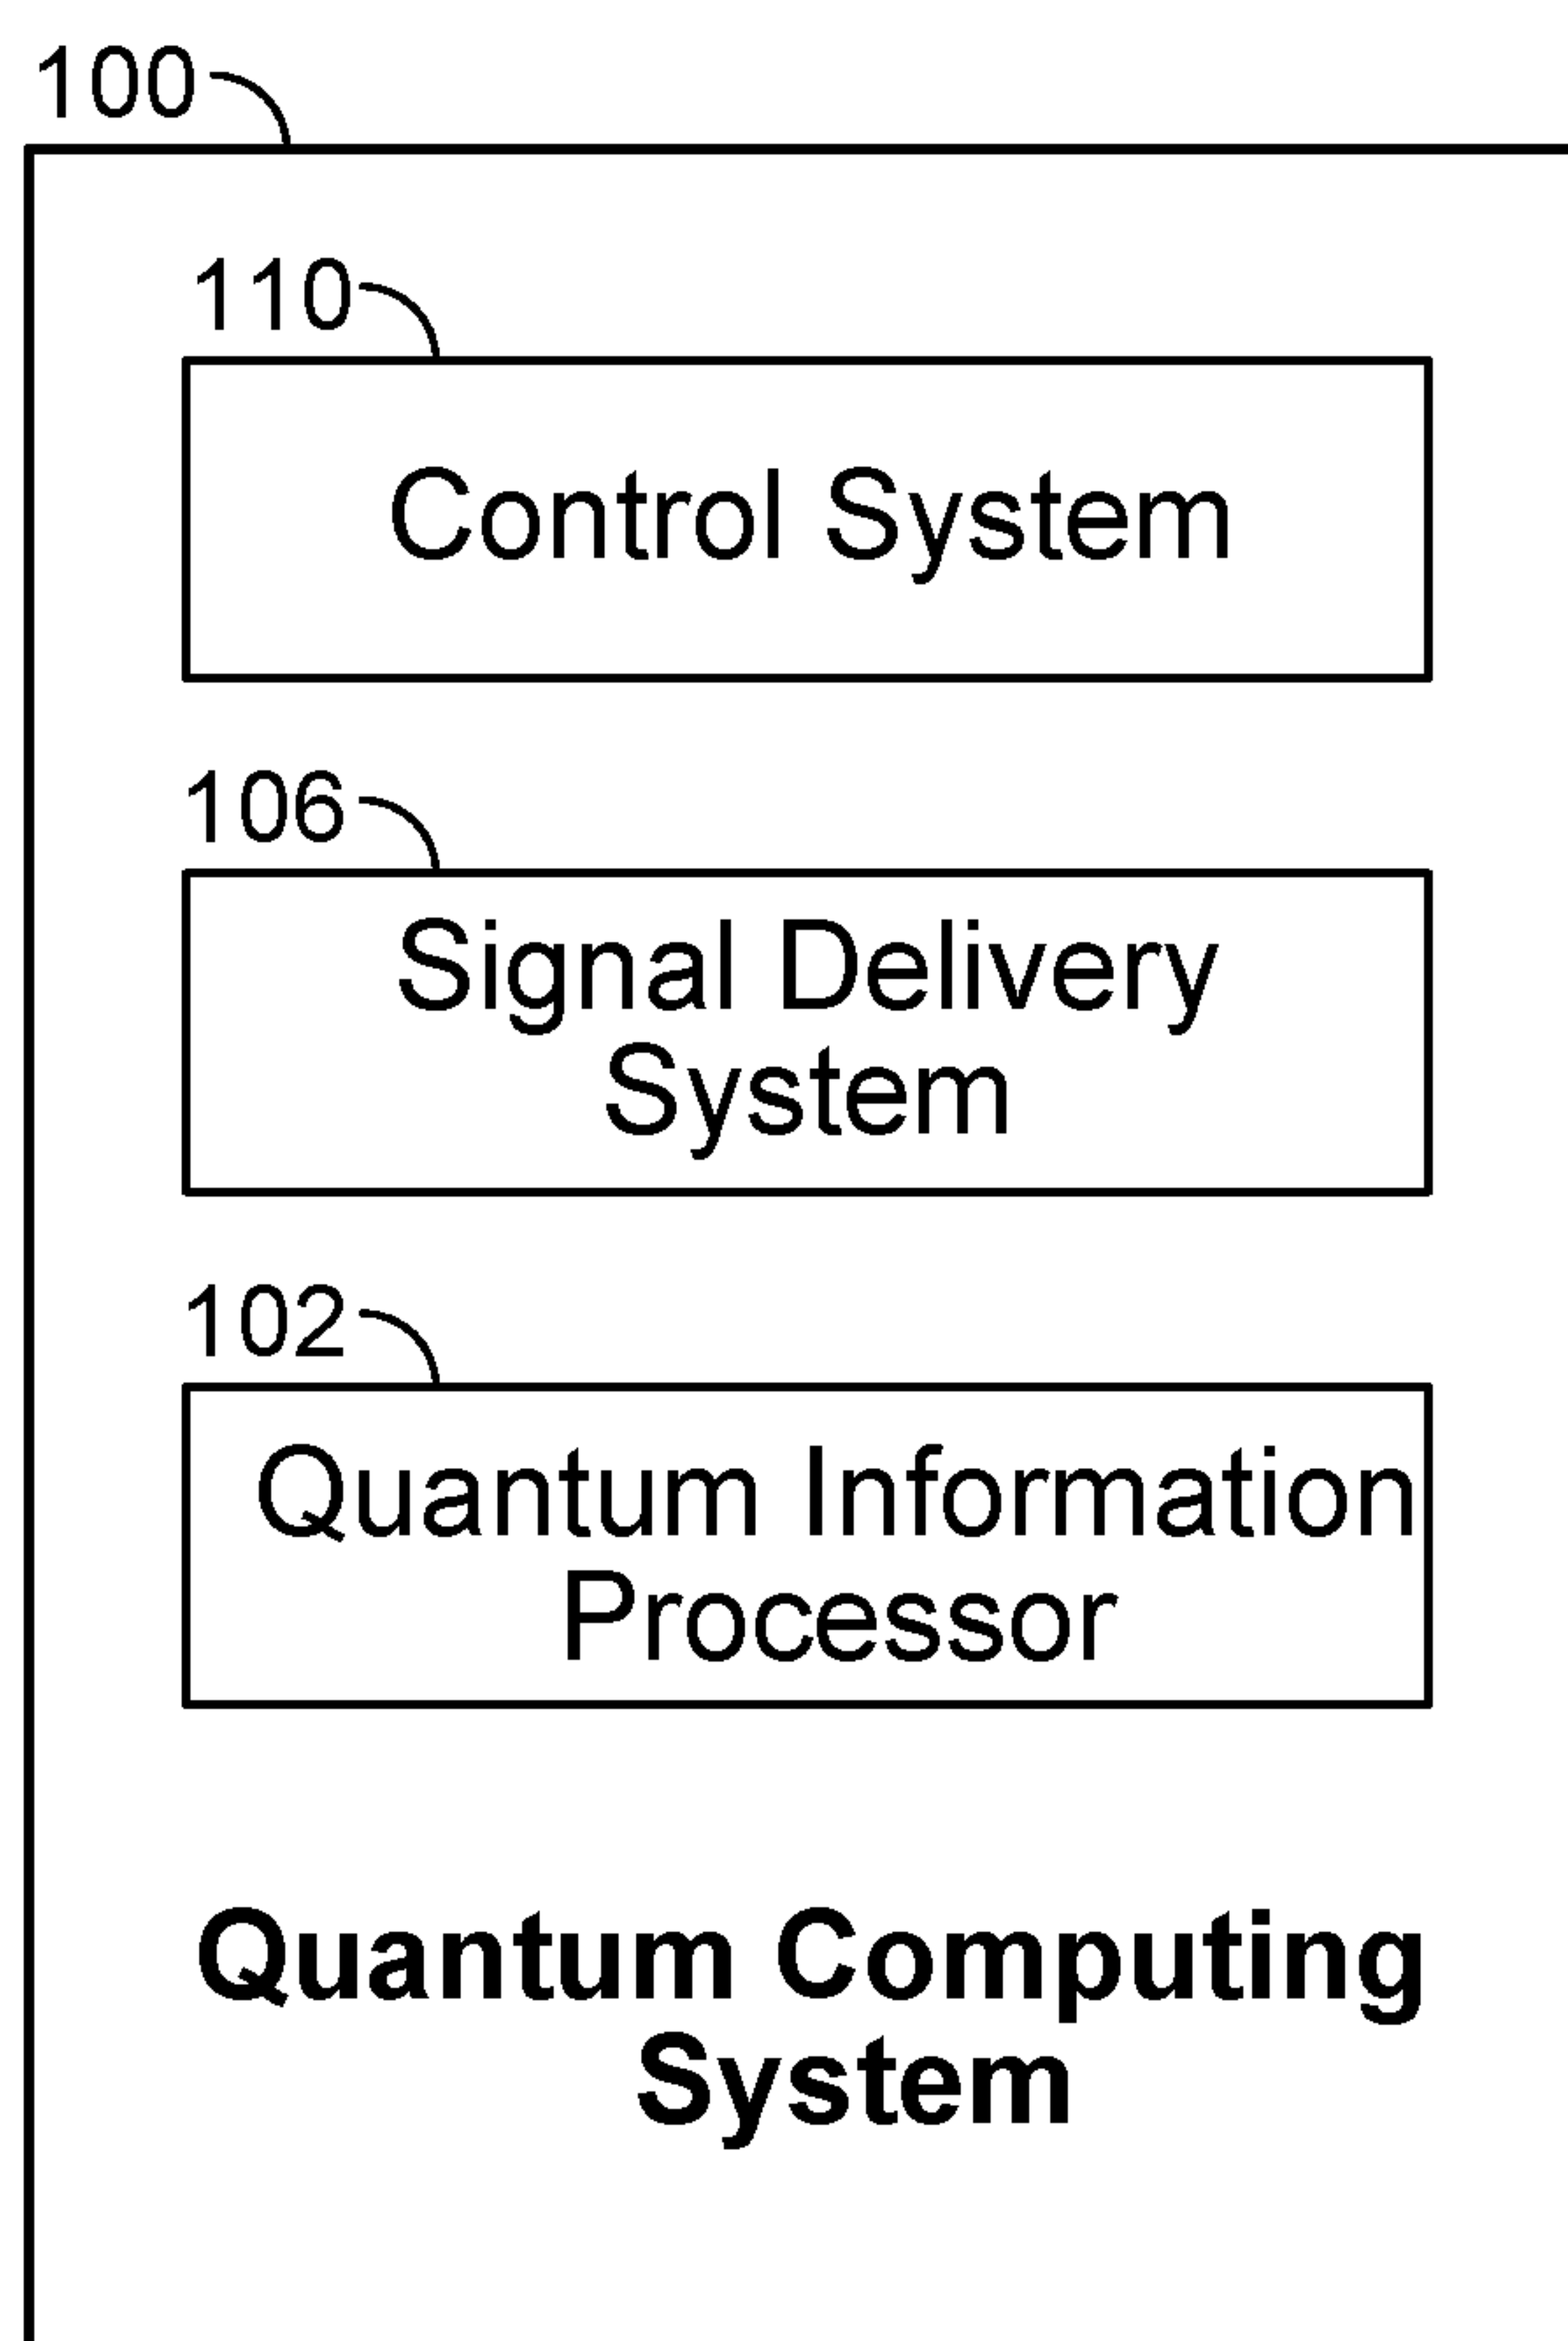 100
110
Control System
106
Signal Delivery
System
102
Quantum Information
Processor
Quantum Computing
System